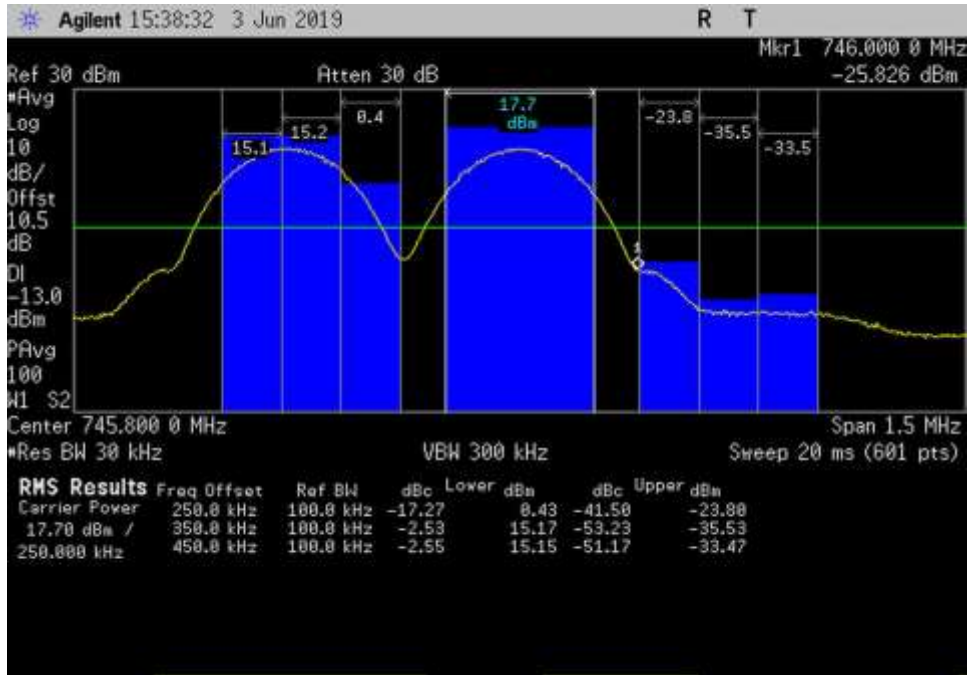 Agilent 15:38:32 3 Jun 2019 R T
Mkr1 746.000 0 MHz
Ref 30 dBm Atten 30 dB -25.826 dBm
#Avg
Log
10
dB/
Offst
10.5
dB
DI
-13.0
dBm
PAvg
100
W1 S2
15.1
15.2
0.4
17.7
dBm
-23.8
-35.5
-33.5
1
Center 745.800 0 MHz Span 1.5 MHz
#Res BW 30 kHz VBW 300 kHz Sweep 20 ms (601 pts)
RMS Results Freq Offset Ref BW dBc Lower dBm dBc Upper dBm
Carrier Power 250.0 kHz 100.0 kHz -17.27 0.43 -41.50 -23.80
17.70 dBm / 350.0 kHz 100.0 kHz -2.53 15.17 -53.23 -35.53
250.000 kHz 450.0 kHz 100.0 kHz -2.55 15.15 -51.17 -33.47